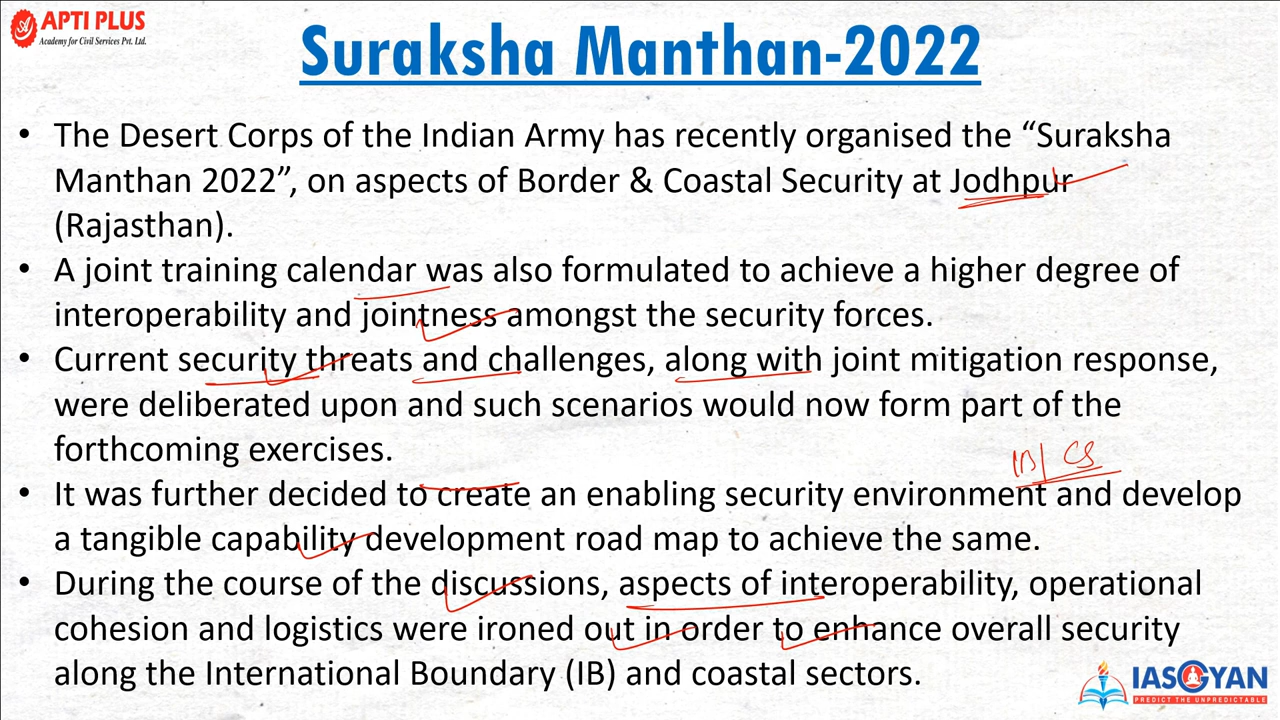 APTI PLUS
Academy for Civil Services Pvt. Ltd.
Suraksha Manthan-2022
• The Desert Corps of the Indian Army has recently organised the “Suraksha
Manthan 2022”, on aspects of Border & Coastal Security at Jodhpur
(Rajasthan).
• A joint training calendar was also formulated to achieve a higher degree of
interoperability and jointness amongst the security forces.
• Current security threats and challenges, along with joint mitigation response,
were deliberated upon and such scenarios would now form part of the
forthcoming exercises.
IB/ CS
• It was further decided to create an enabling security environment and develop
a tangible capability development road map to achieve the same.
• During the course of the discussions, aspects of interoperability, operational
cohesion and logistics were ironed out in order to enhance overall security
along the International Boundary (IB) and coastal sectors.
IASGYAN
PREDICT THE UNPREDICTABLE